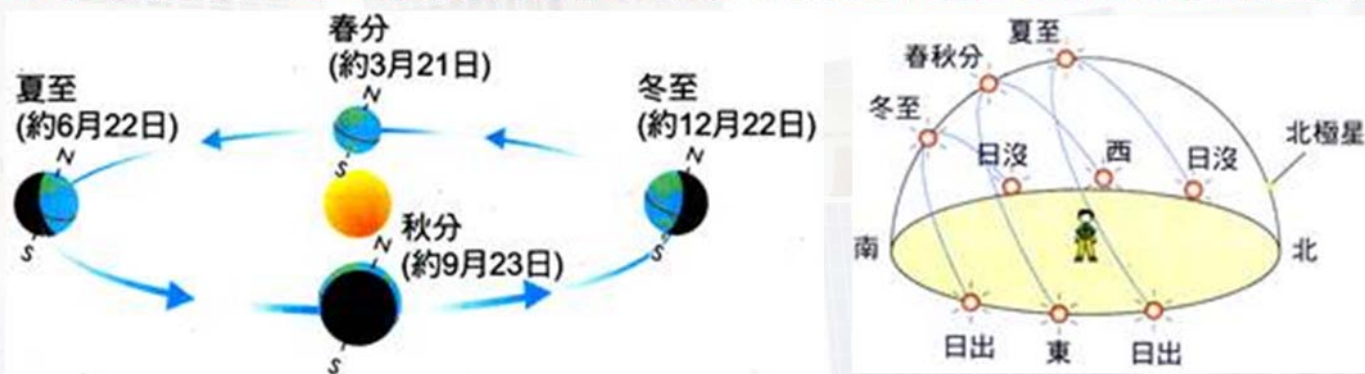 春分
(約3月21日)
夏至
(約6月22日)
冬至
(約12月22日)
秋分
(約9月23日)
N
S
N
S
N
S
N
S
夏至
春秋分
冬至
日沒
西
日沒
北極星
南
北
日出
東
日出